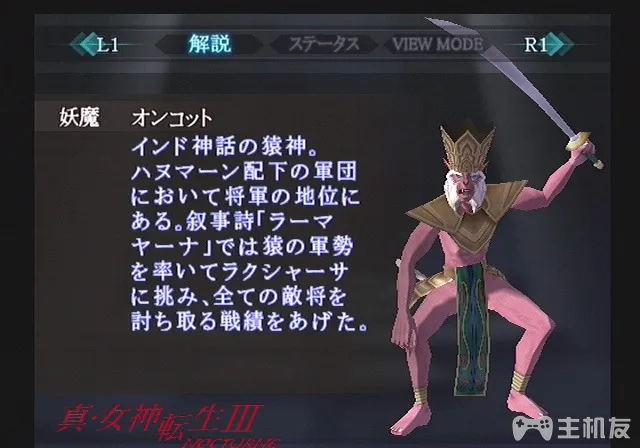 L1 解説 ステータス VIEW MODE R1
妖魔 オンコット
インド神話の猿神。
ハヌマーン配下の軍団
において将軍の地位に
ある。叙事詩「ラーマ
ヤーナ」では猿の軍勢
を率いてラクシャーサ
に挑み、全ての敵将を
討ち取る戦績をあげた。
真・女神転生III
NOCTURNE
主机友